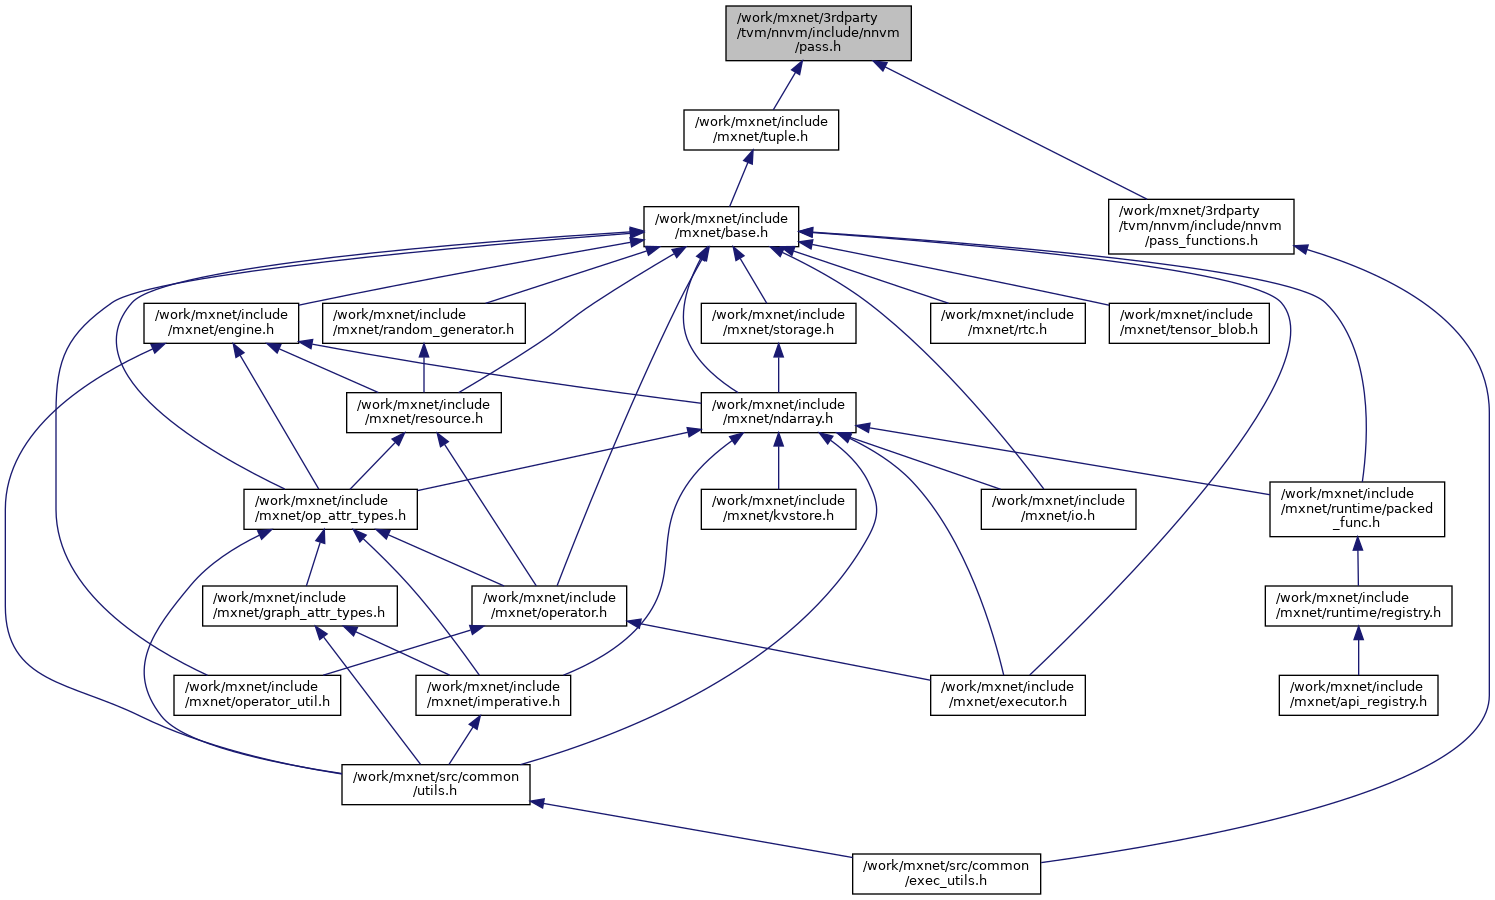 /work/mxnet/3rdparty
/tvm/nnvm/include/nnvm
/pass.h
/work/mxnet/include
/mxnet/tuple.h
/work/mxnet/include
/mxnet/base.h
/work/mxnet/3rdparty
/tvm/nnvm/include/nnvm
/pass_functions.h
/work/mxnet/include
/mxnet/engine.h
/work/mxnet/include
/mxnet/random_generator.h
/work/mxnet/include
/mxnet/storage.h
/work/mxnet/include
/mxnet/rtc.h
/work/mxnet/include
/mxnet/tensor_blob.h
/work/mxnet/include
/mxnet/resource.h
/work/mxnet/include
/mxnet/ndarray.h
/work/mxnet/include
/mxnet/op_attr_types.h
/work/mxnet/include
/mxnet/kvstore.h
/work/mxnet/include
/mxnet/io.h
/work/mxnet/include
/mxnet/runtime/packed
_func.h
/work/mxnet/include
/mxnet/graph_attr_types.h
/work/mxnet/include
/mxnet/operator.h
/work/mxnet/include
/mxnet/runtime/registry.h
/work/mxnet/include
/mxnet/operator_util.h
/work/mxnet/include
/mxnet/imperative.h
/work/mxnet/include
/mxnet/executor.h
/work/mxnet/include
/mxnet/api_registry.h
/work/mxnet/src/common
/utils.h
/work/mxnet/src/common
/exec_utils.h